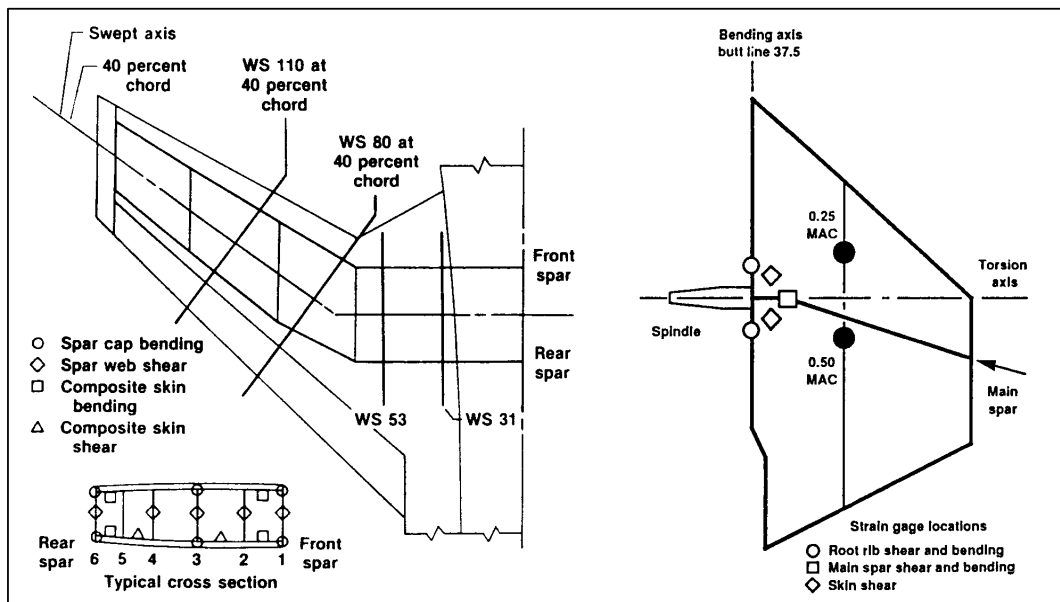 Swept axis
40 percent
chord
WS 110 at
40 percent
chord
WS 80 at
40 percent
chord
Front
spar
Rear
spar
WS 53
WS 31
Spar cap bending
Spar web shear
Composite skin
bending
Composite skin
shear
Rear
spar
6 5 4 3 2 1
Front
spar
Typical cross section
Bending axis
butt line 37.5
0.25
MAC
Torsion
axis
Spindle
0.50
MAC
Main
spar
Strain gage locations
Root rib shear and bending
Main spar shear and bending
Skin shear